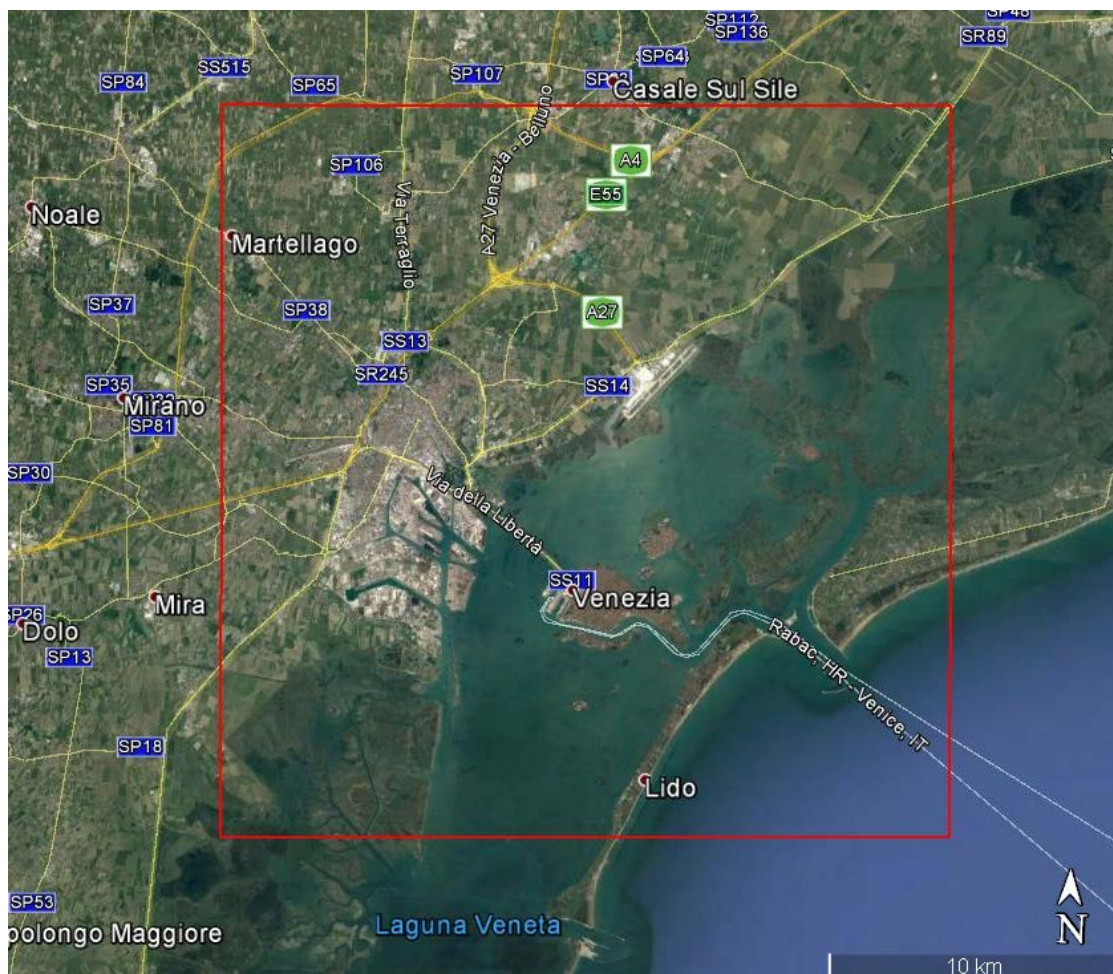 SP112
SP48
SP136
SR89
SP64
SS515
SP107
SP84
SP65
Casale Sul Sile
A27 Venezia - Belluno
A4
SP106
E55
Via Terraglio
Noale
Martellago
SP37
SP38
A27
SS13
SR245
SP35
SS14
Mirano
SP81
SP30
Via della Libertà
SS11
Venezia
Mira
SP26
Dolo
SP13
Rabac, HR - Venice, IT
SP18
Lido
SP53
Laguna Veneta
polongo Maggiore
N
10 km